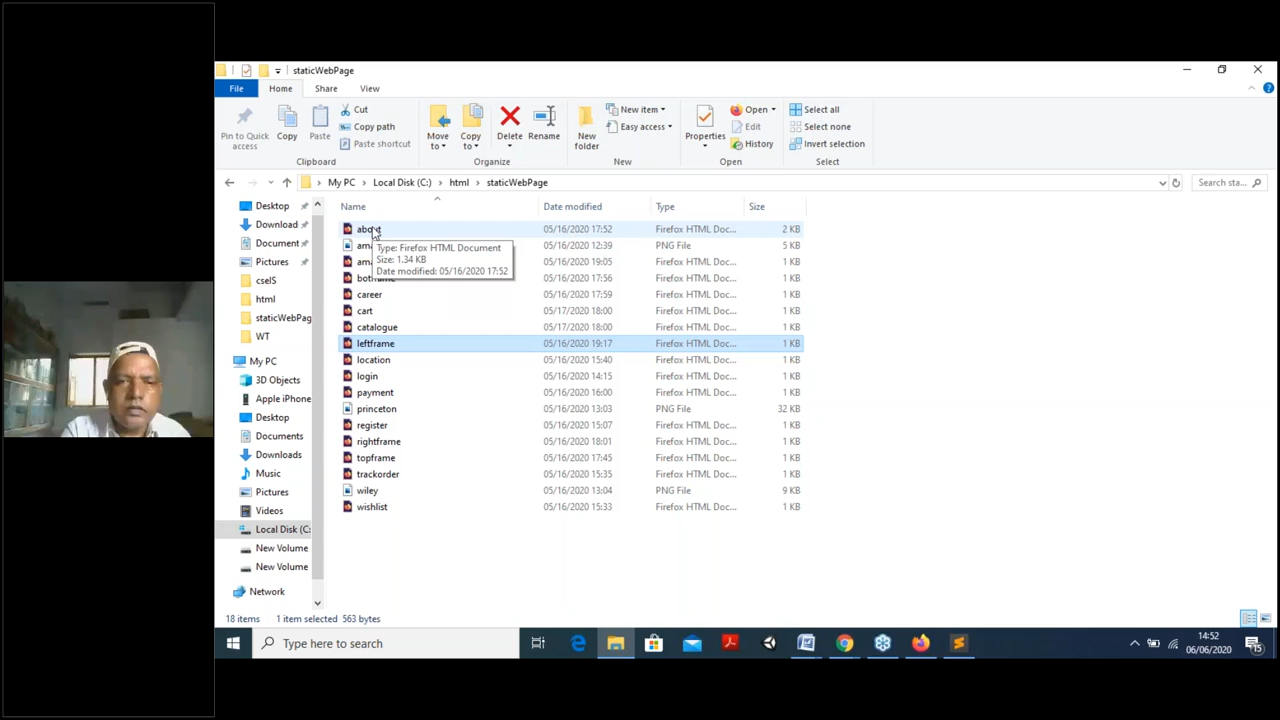 staticWebPage
File Home Share View
Pin to Quick access
Copy
Paste
Cut
Copy path
Paste shortcut
Clipboard
Move to
Copy to
Delete
Rename
Organize
New folder
New item
Easy access
New
Properties
Open
Edit
History
Open
Select all
Select none
Invert selection
Select
My PC > Local Disk (C:) > html > staticWebPage
Search sta...
Desktop
Download
Document
Pictures
cseIS
html
staticWebPag
WT
My PC
3D Objects
Apple iPhone
Desktop
Documents
Downloads
Music
Pictures
Videos
Local Disk (C:
New Volume
New Volume
Network
Name Date modified Type Size
about 05/16/2020 17:52 Firefox HTML Doc... 2 KB
ama 05/16/2020 12:39 PNG File 5 KB
ama 05/16/2020 19:05 Firefox HTML Doc... 1 KB
botframe 05/16/2020 17:56 Firefox HTML Doc... 1 KB
career 05/16/2020 17:59 Firefox HTML Doc... 1 KB
cart 05/17/2020 18:00 Firefox HTML Doc... 1 KB
catalogue 05/17/2020 18:00 Firefox HTML Doc... 1 KB
leftframe 05/16/2020 19:17 Firefox HTML Doc... 1 KB
location 05/16/2020 15:40 Firefox HTML Doc... 1 KB
login 05/16/2020 14:15 Firefox HTML Doc... 1 KB
payment 05/16/2020 16:00 Firefox HTML Doc... 1 KB
princeton 05/16/2020 13:03 PNG File 32 KB
register 05/16/2020 15:07 Firefox HTML Doc... 1 KB
rightframe 05/16/2020 18:01 Firefox HTML Doc... 1 KB
topframe 05/16/2020 17:45 Firefox HTML Doc... 1 KB
trackorder 05/16/2020 15:35 Firefox HTML Doc... 1 KB
wiley 05/16/2020 13:04 PNG File 9 KB
wishlist 05/16/2020 15:33 Firefox HTML Doc... 1 KB
Type: Firefox HTML Document
Size: 1.34 KB
Date modified: 05/16/2020 17:52
18 items 1 item selected 563 bytes
Type here to search
14:52
06/06/2020
15